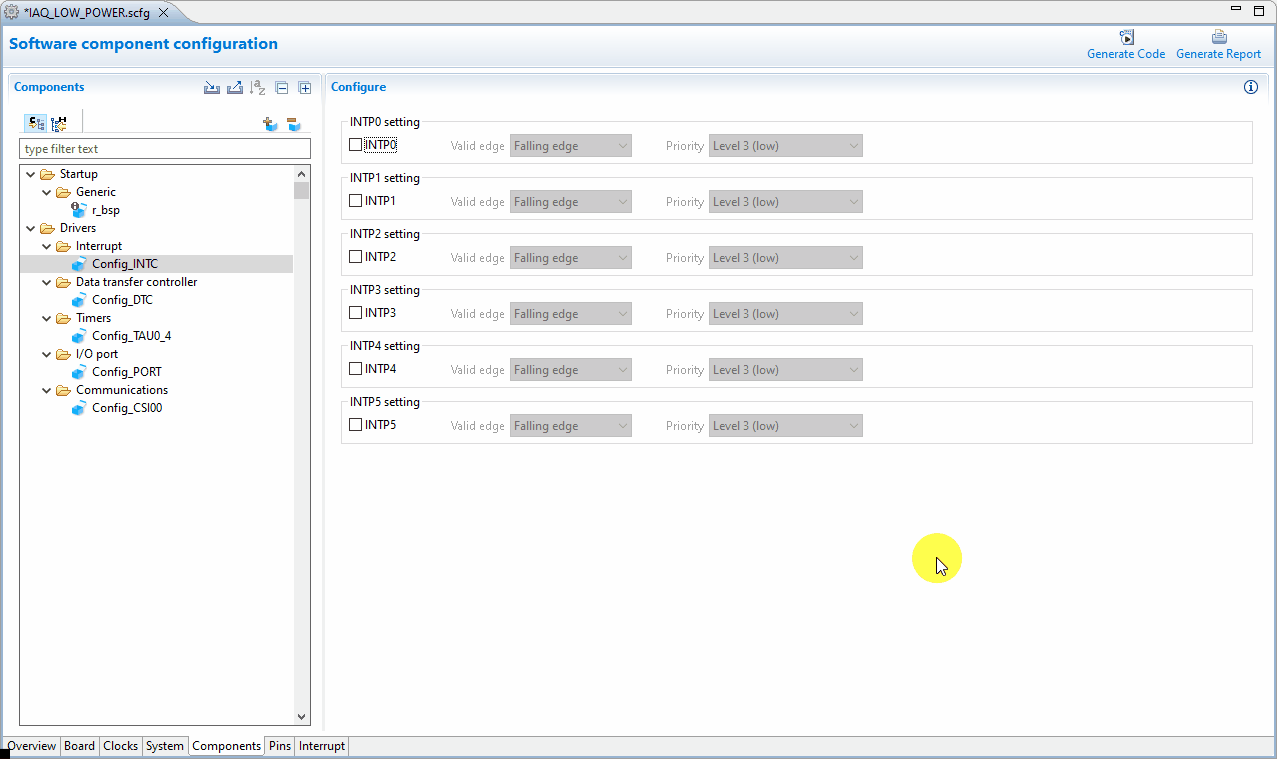 *IAQ_LOW_POWER.scfg
Software component configuration
Generate Code Generate Report
Components
type filter text
Startup
Generic
r_bsp
Drivers
Interrupt
Config_INTC
Data transfer controller
Config_DTC
Timers
Config_TAU0_4
I/O port
Config_PORT
Communications
Config_CSI00
Configure
INTP0 setting
INTP0 Valid edge Falling edge Priority Level 3 (low)
INTP1 setting
INTP1 Valid edge Falling edge Priority Level 3 (low)
INTP2 setting
INTP2 Valid edge Falling edge Priority Level 3 (low)
INTP3 setting
INTP3 Valid edge Falling edge Priority Level 3 (low)
INTP4 setting
INTP4 Valid edge Falling edge Priority Level 3 (low)
INTP5 setting
INTP5 Valid edge Falling edge Priority Level 3 (low)
Overview Board Clocks System Components Pins Interrupt